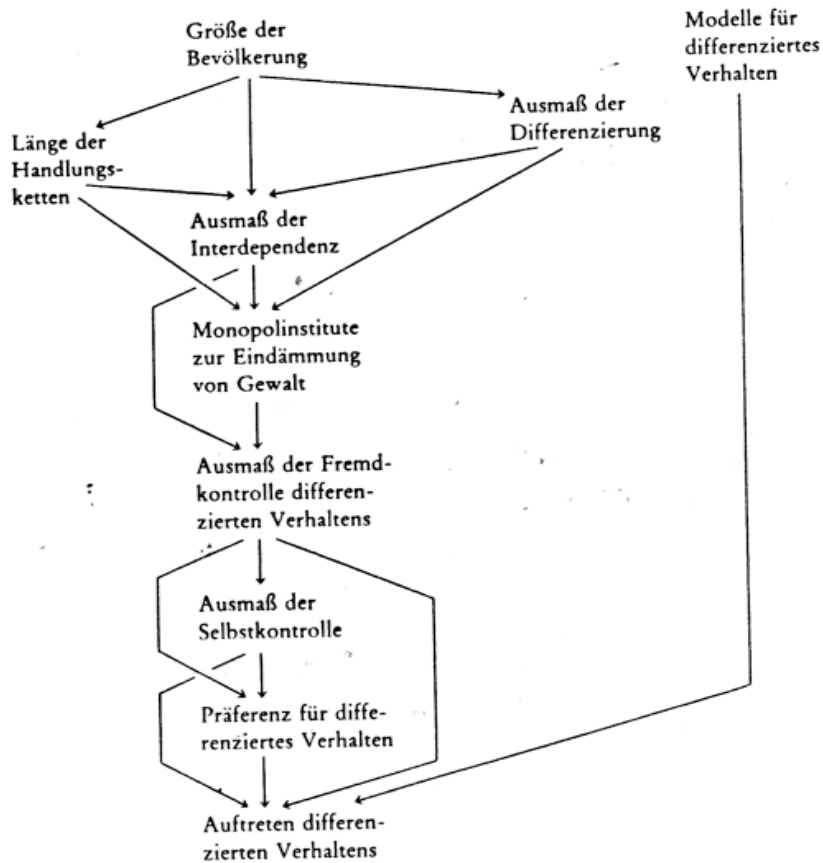 Größe der
Bevölkerung
Modelle für
differenziertes
Verhalten
Ausmaß der
Differenzierung
Länge der
Handlungs-
ketten
Ausmaß der
Interdependenz
Monopolinstitute
zur Eindämmung
von Gewalt
Ausmaß der Fremd-
kontrolle differen-
zierten Verhaltens
Ausmaß der
Selbstkontrolle
Präferenz für diffe-
renziertes Verhalten
Auftreten differen-
zierten Verhaltens